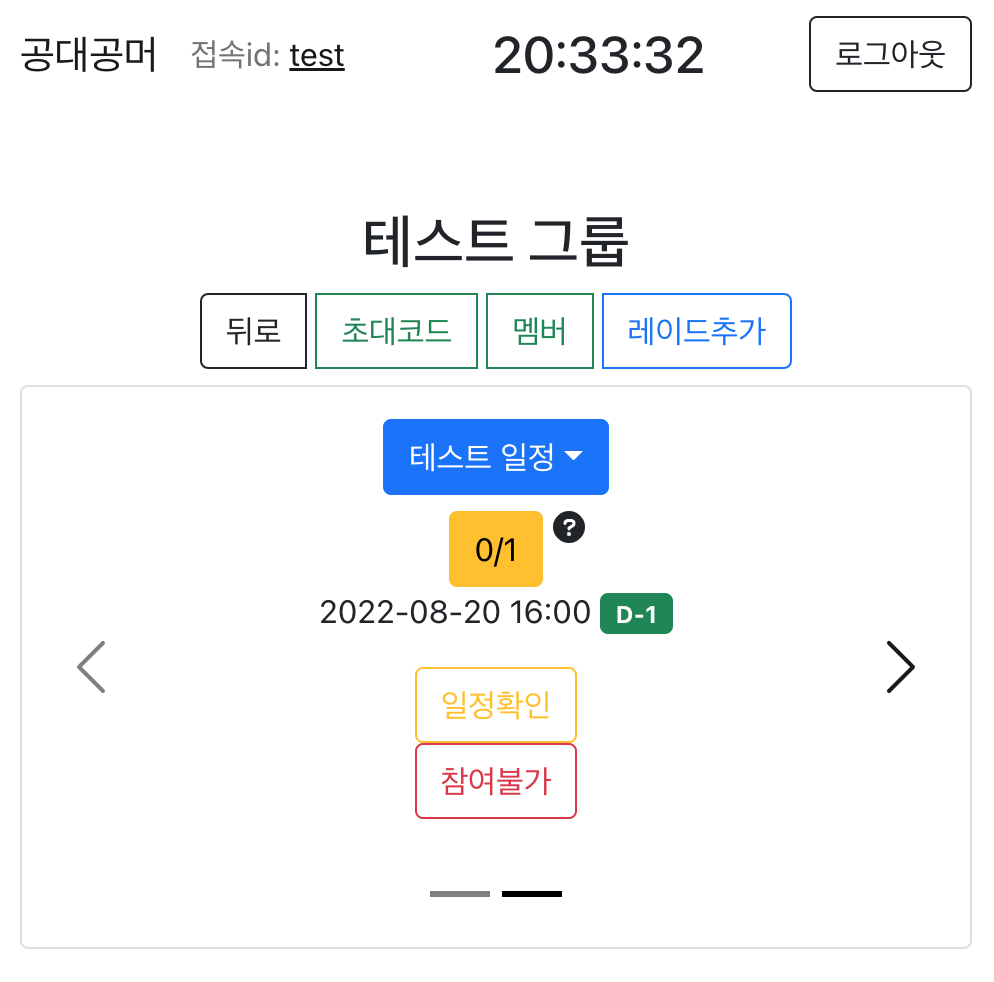 공대공머 접속id: test 20:33:32 로그아웃
테스트 그룹
뒤로 초대코드 멤버 레이드추가
테스트 일정
0/1 ?
2022-08-20 16:00 D-1
일정확인
참여불가